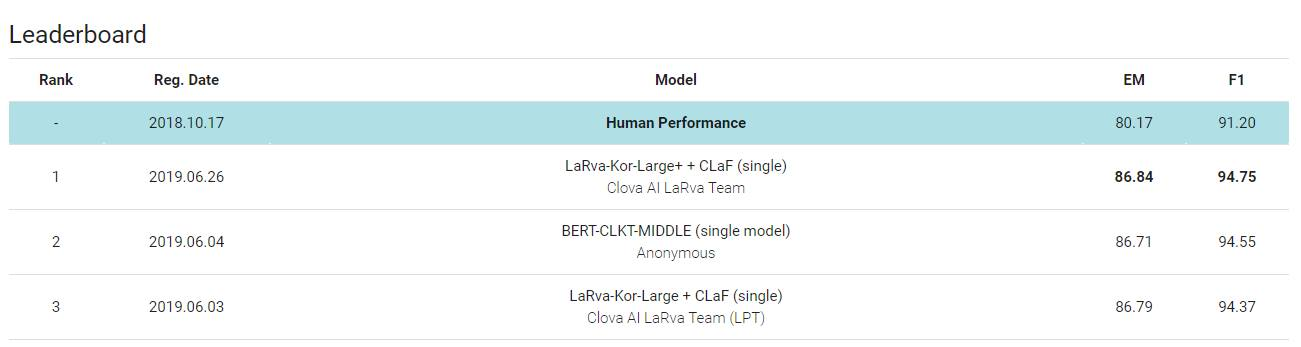 Leaderboard
Rank Reg. Date Model EM F1
- 2018.10.17 Human Performance 80.17 91.20
1 2019.06.26 LaRva-Kor-Large+ + CLaF (single) 86.84 94.75
Clova AI LaRva Team
2 2019.06.04 BERT-CLKT-MIDDLE (single model) 86.71 94.55
Anonymous
3 2019.06.03 LaRva-Kor-Large + CLaF (single) 86.79 94.37
Clova AI LaRva Team (LPT)